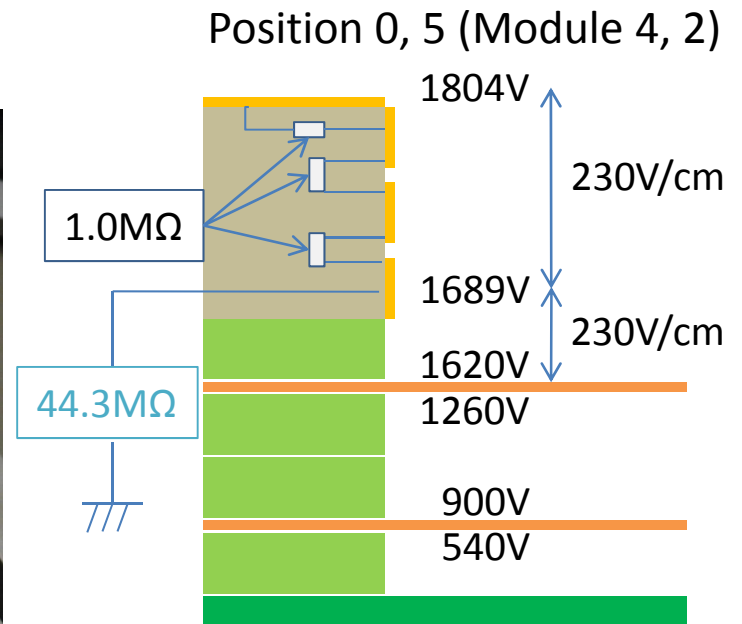 Position 0, 5 (Module 4, 2)
1804V
230V/cm
1.0MΩ
1689V
230V/cm
1620V
44.3MΩ
1260V
900V
540V